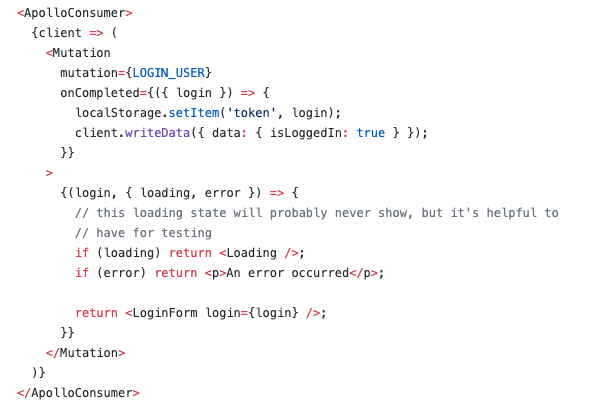 <ApolloConsumer>
  {client => (
    <Mutation
      mutation={LOGIN_USER}
      onCompleted={({ login }) => {
        localStorage.setItem('token', login);
        client.writeData({ data: { isLoggedIn: true } });
      }}
    >
      {(login, { loading, error }) => {
        // this loading state will probably never show, but it's helpful to
        // have for testing
        if (loading) return <Loading />;
        if (error) return <p>An error occurred</p>;

        return <LoginForm login={login} />;
      }}
    </Mutation>
  )}
</ApolloConsumer>